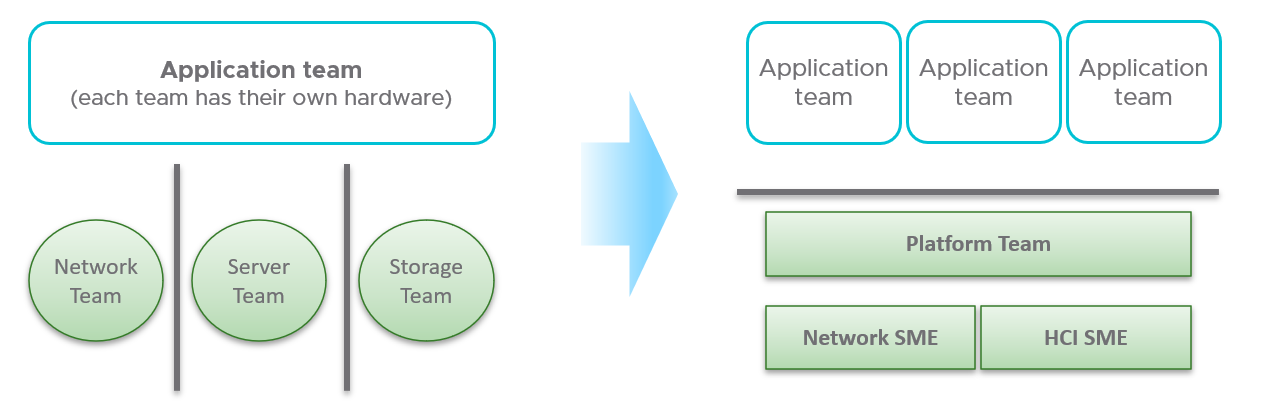 Application team
(each team has their own hardware)
Network
Team
Server
Team
Storage
Team
Application
team
Application
team
Application
team
Platform Team
Network SME
HCI SME